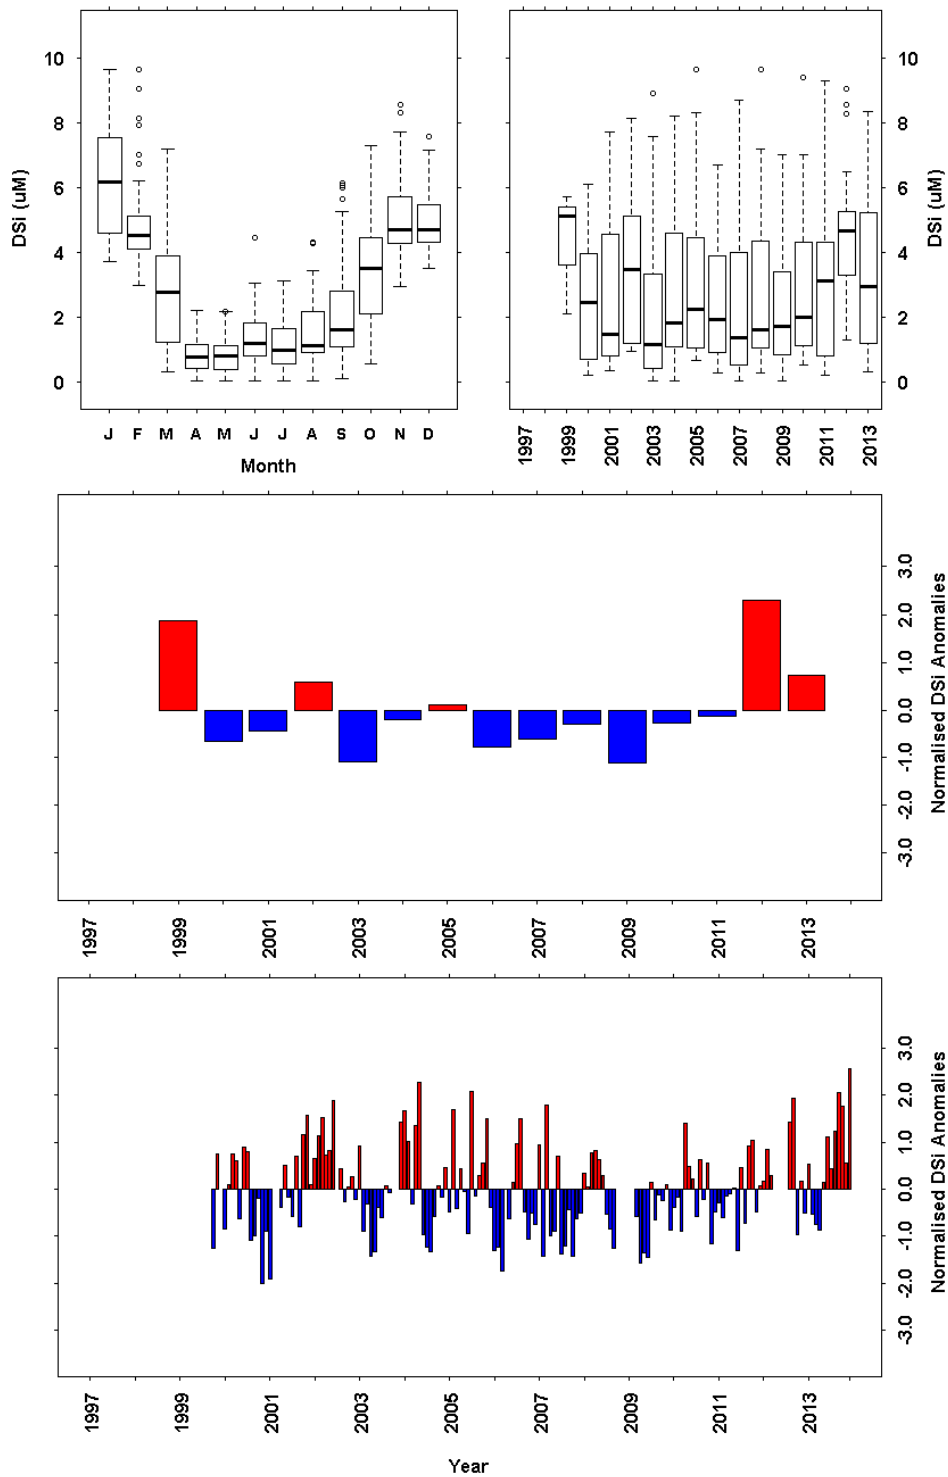 10
8
6
4
2
0
DSi (uM)
J F M A M J J A S O N D
Month
10
8
6
4
2
0
DSi (uM)
1997 1999 2001 2003 2005 2007 2009 2011 2013
3.0
2.0
1.0
0.0
-1.0
-2.0
-3.0
Normalised DSi Anomalies
1997 1999 2001 2003 2005 2007 2009 2011 2013
3.0
2.0
1.0
0.0
-1.0
-2.0
-3.0
Normalised DSi Anomalies
1997 1999 2001 2003 2005 2007 2009 2011 2013
Year